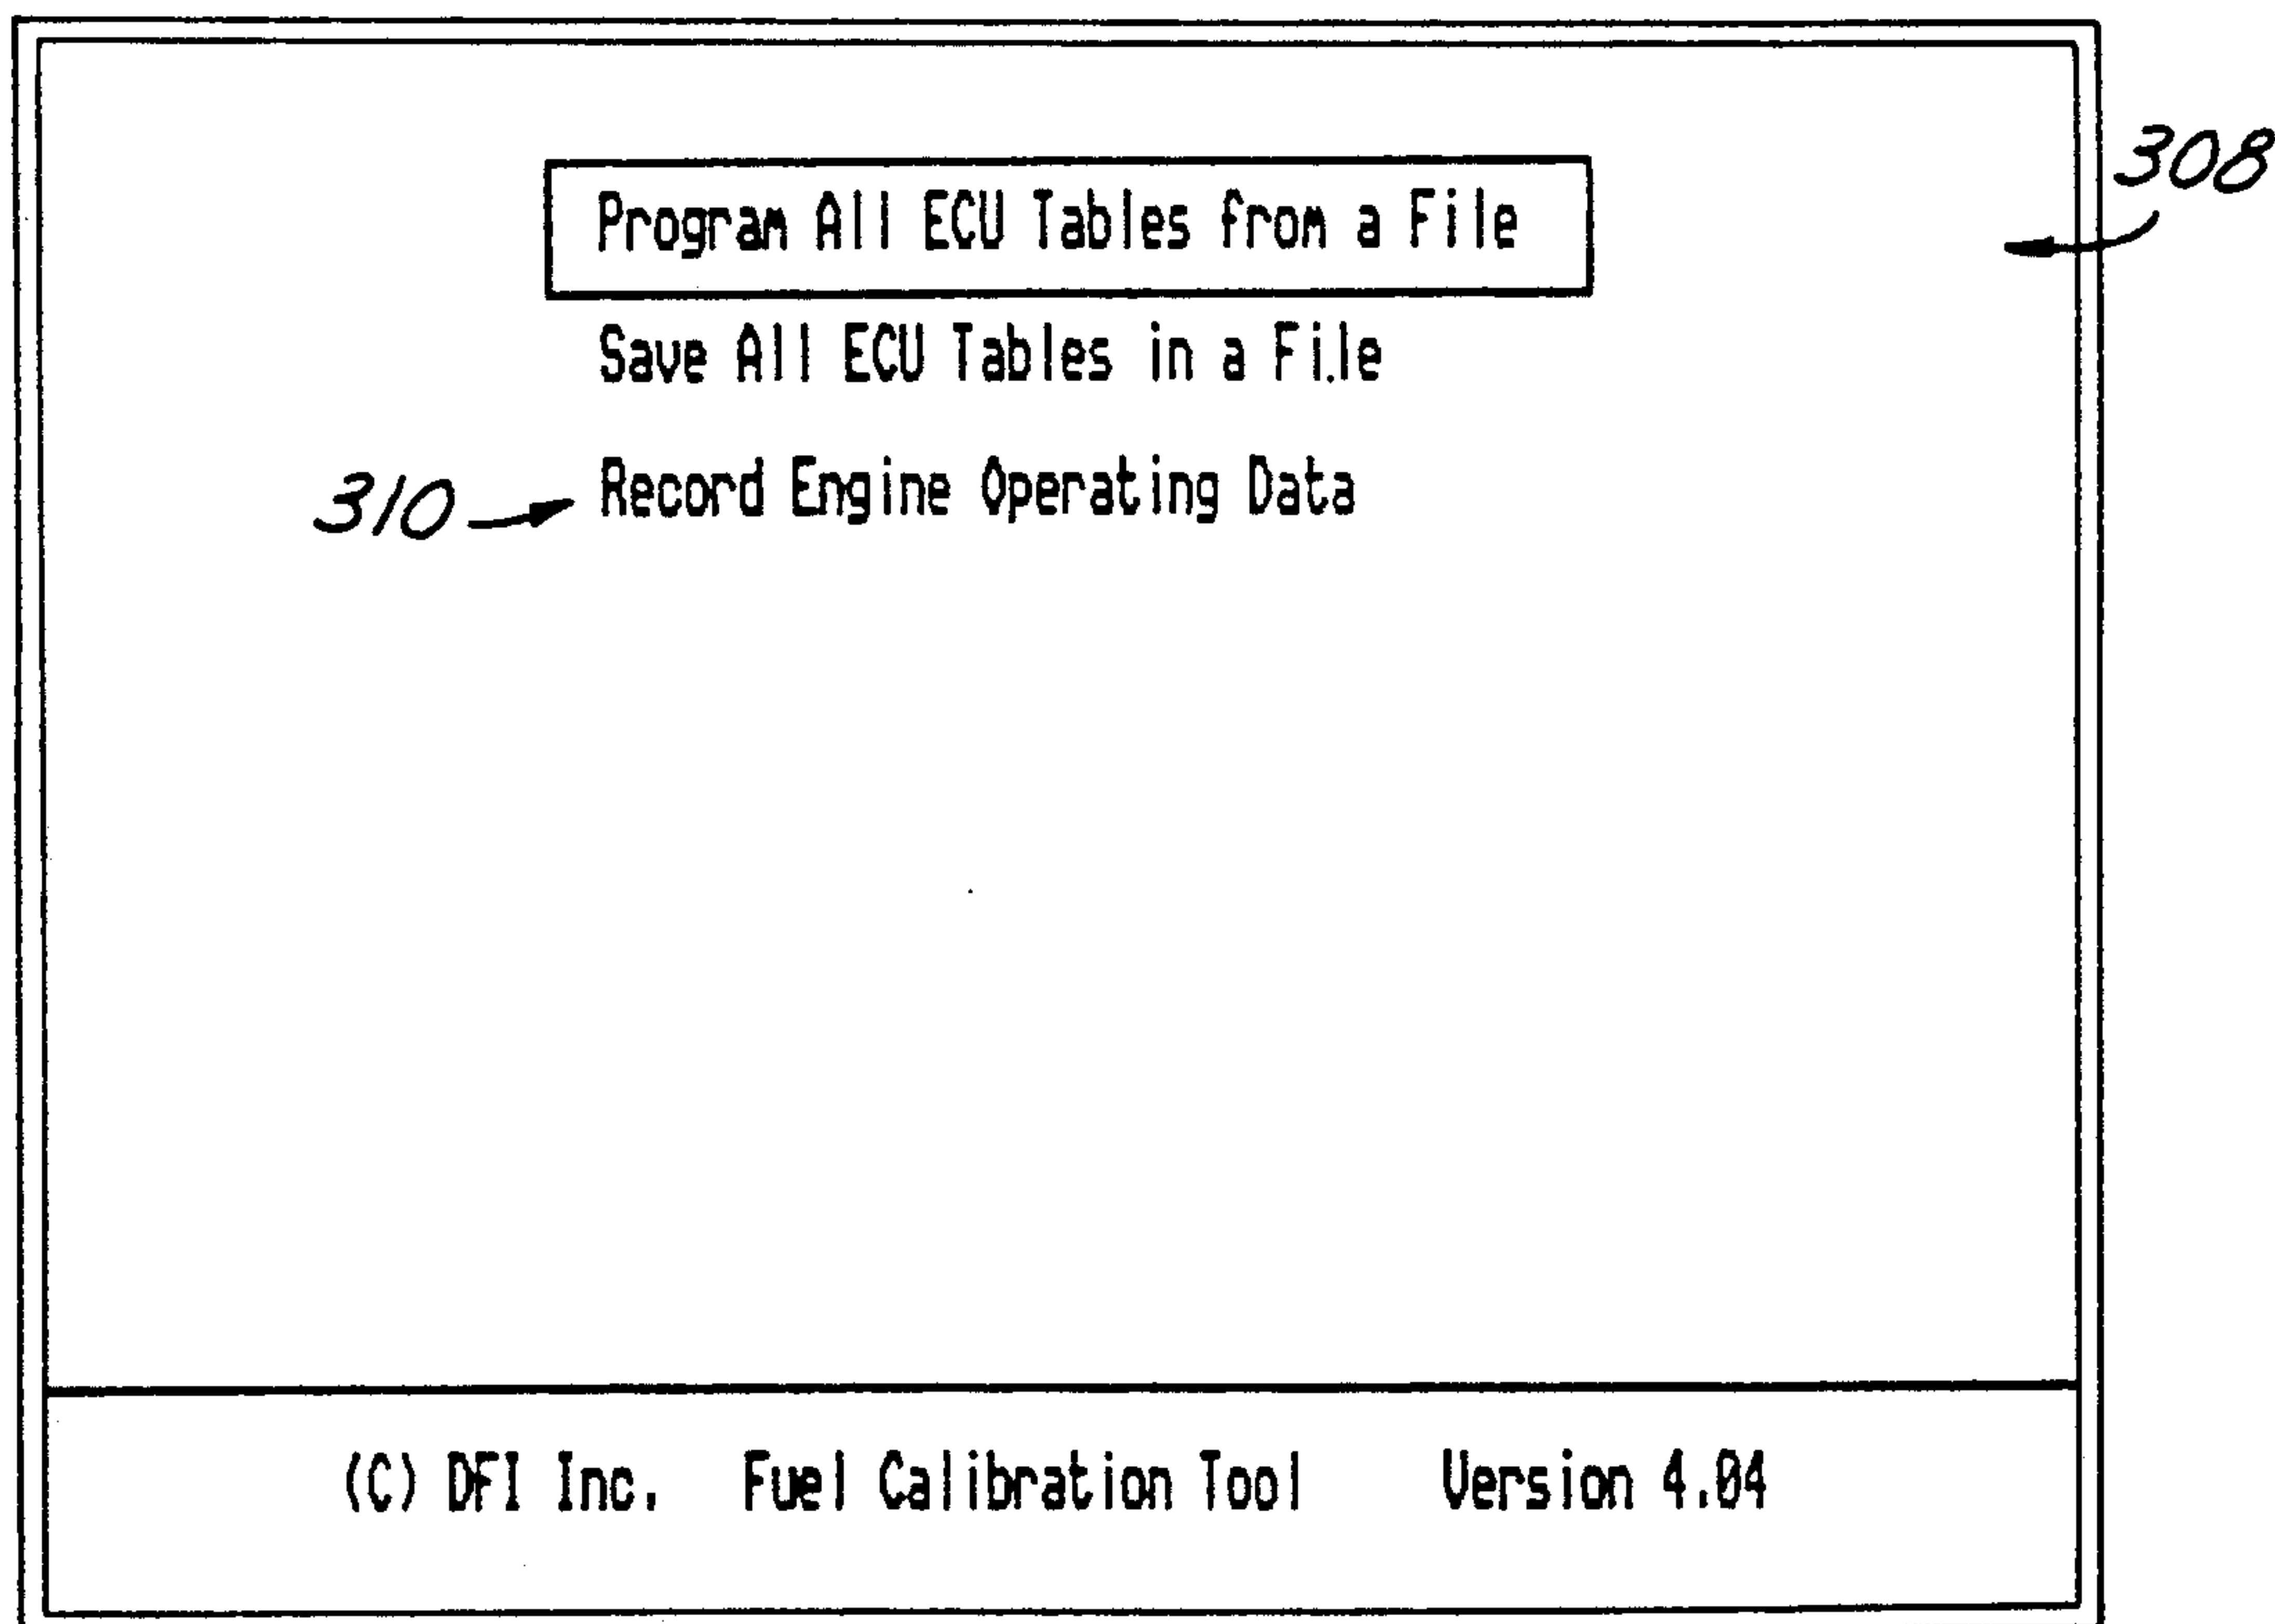 308
Program All ECU Tables from a File
Save All ECU Tables in a File
310 Record Engine Operating Data
(C) DFI Inc. Fuel Calibration Tool Version 4.04